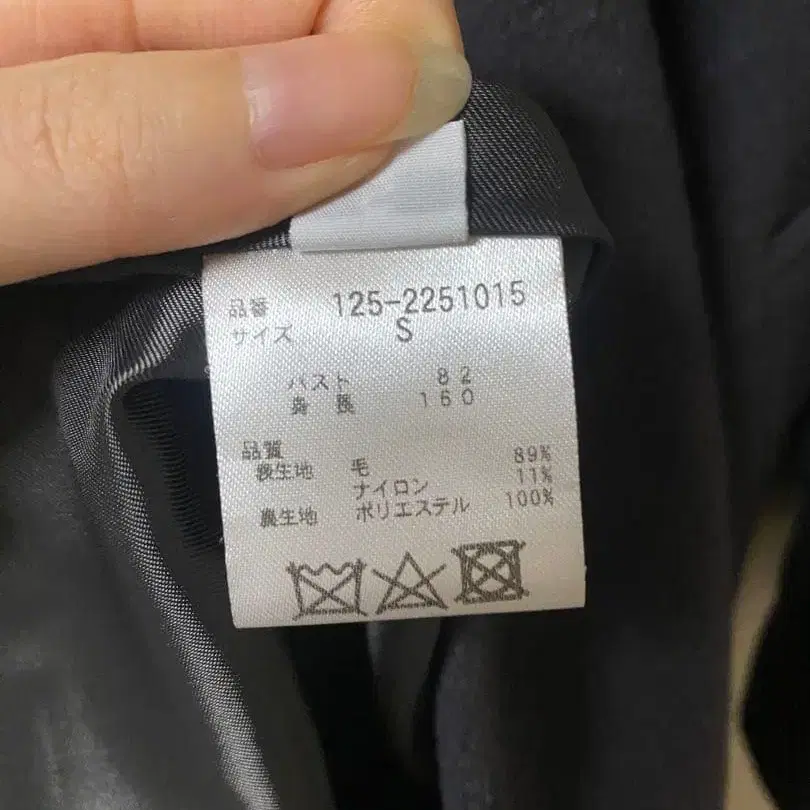 品番 125-2251015
サイズ S
バスト 82
身長 160
品質
表生地 毛 89%
ナイロン 11%
裏生地 ポリエステル 100%